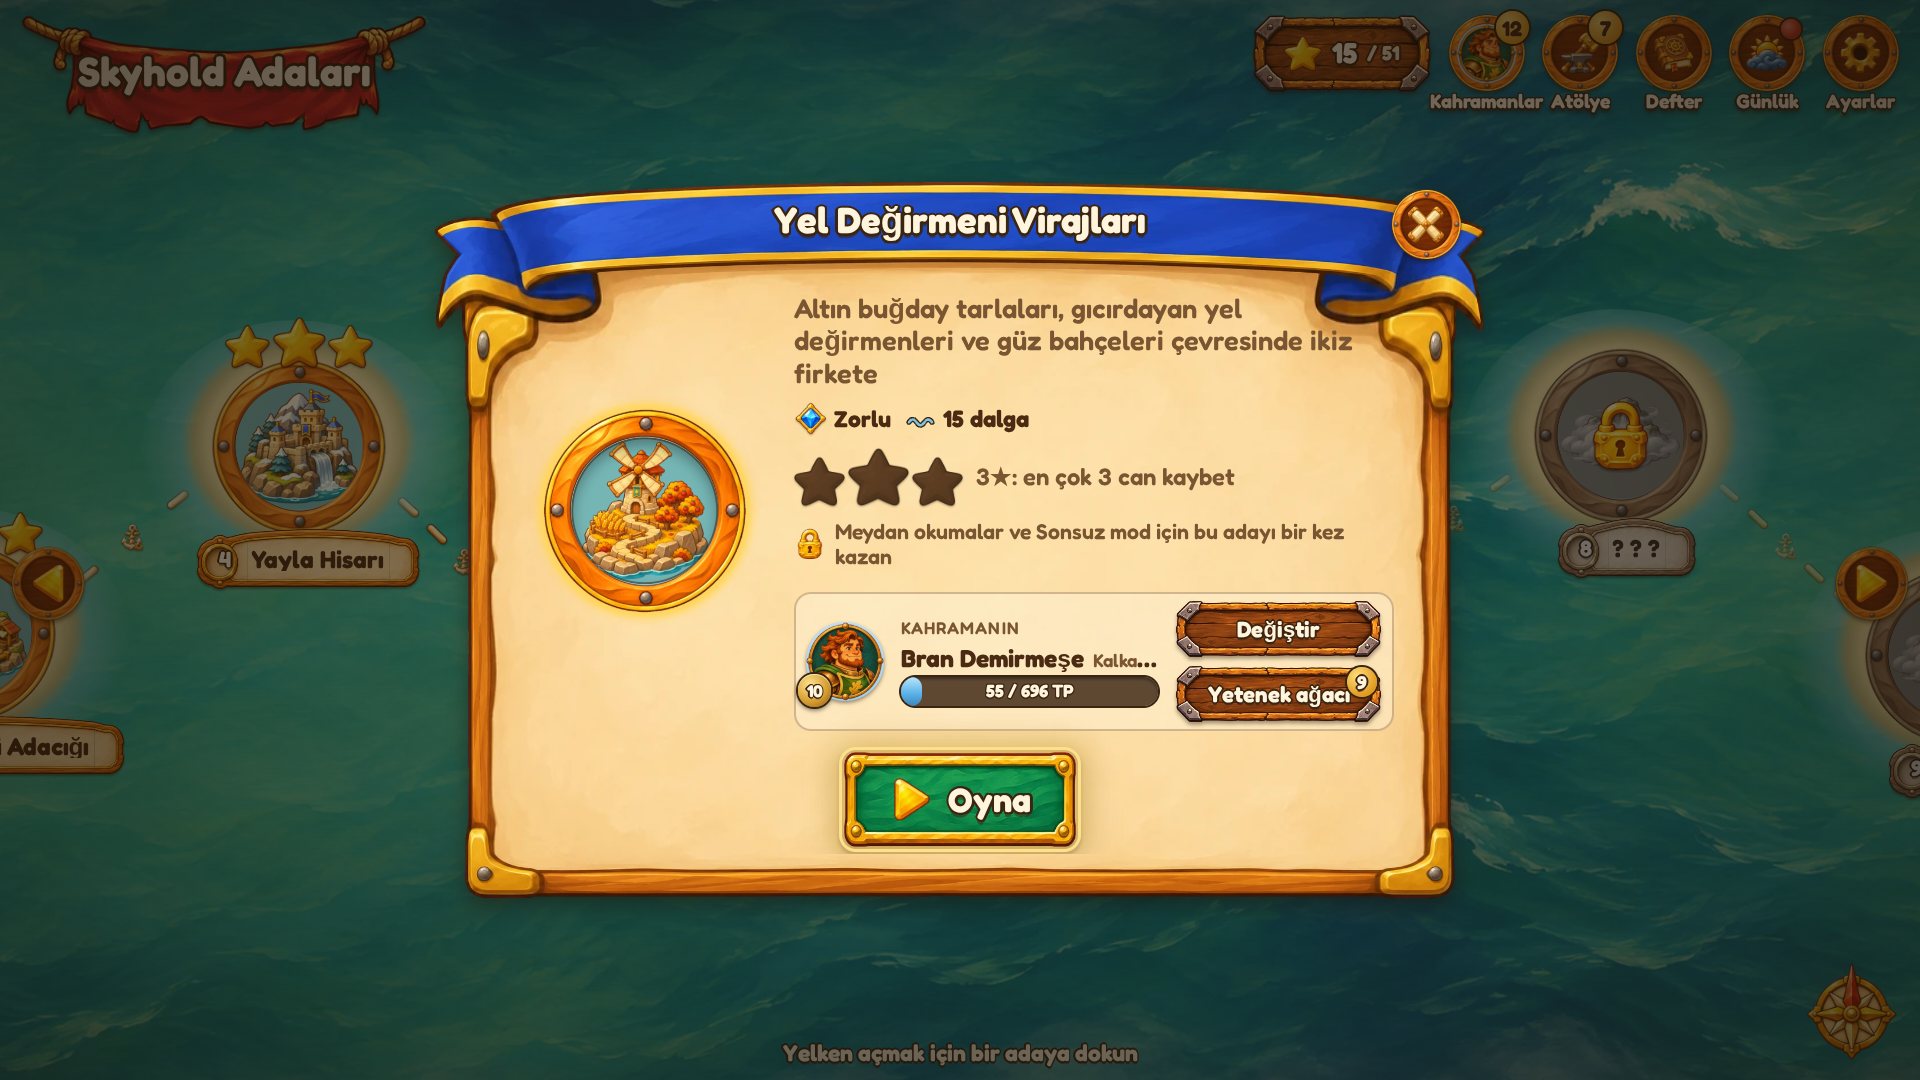 Skyhold Adaları
15 / 51
12
7
Kahramanlar
Atölye
Defter
Günlük
Ayarlar
Yel Değirmeni Virajları
Altın buğday tarlaları, gıcırdayan yel
değirmenleri ve güz bahçeleri çevresinde ikiz
firkete
Zorlu
15 dalga
3★: en çok 3 can kaybet
Meydan okumalar ve Sonsuz mod için bu adayı bir kez
kazan
KAHRAMANIN
Bran Demirmeşe Kalka...
10
55 / 696 TP
Değiştir
Yetenek ağacı
9
Oyna
4
Yayla Hisarı
Adacığı
8
? ? ?
9
Yelken açmak için bir adaya dokun